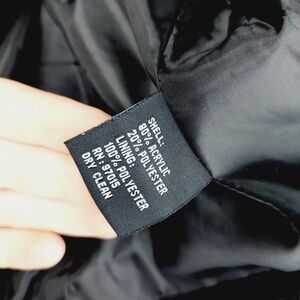 SHELL:
80% ACRYLIC
20% POLYESTER
LINING:
100% POLYESTER
RN: 97015
DRY CLEAN